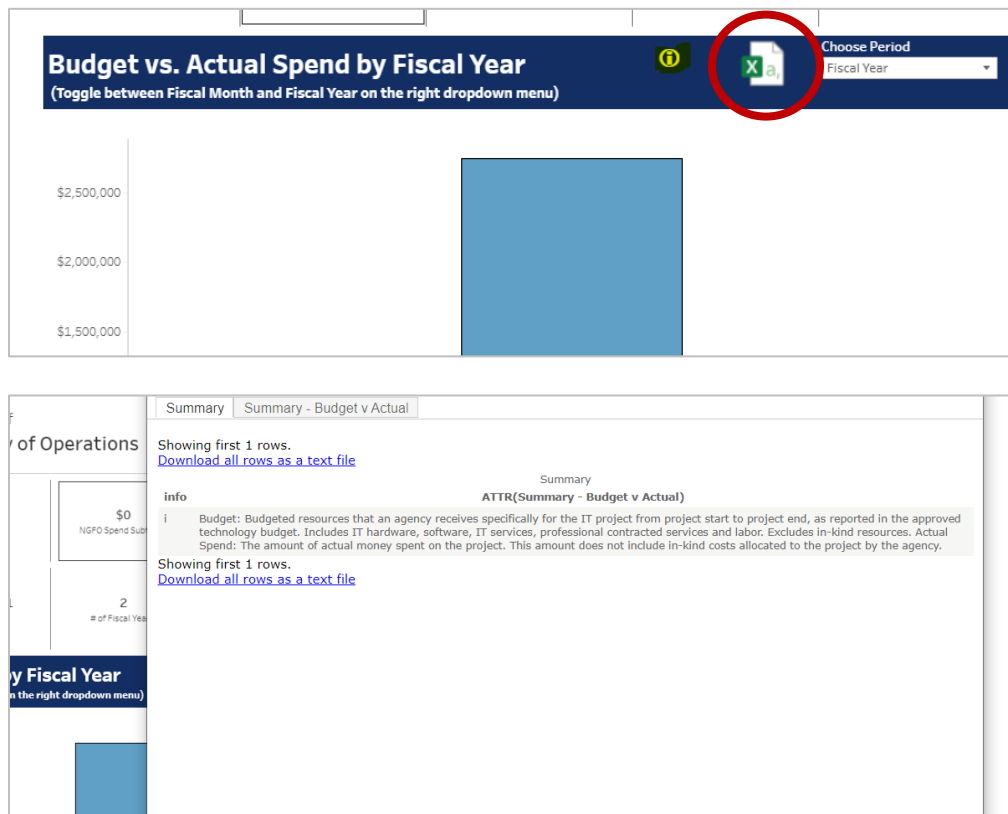 Budget vs. Actual Spend by Fiscal Year
(Toggle between Fiscal Month and Fiscal Year on the right dropdown menu)
i
X a,
Choose Period
Fiscal Year
$2,500,000
$2,000,000
$1,500,000
Summary
Summary - Budget v Actual
of Operations
Showing first 1 rows.
Download all rows as a text file
Summary
info
ATTR(Summary - Budget v Actual)
i
Budget: Budgeted resources that an agency receives specifically for the IT project from project start to project end, as reported in the approved
technology budget. Includes IT hardware, software, IT services, professional contracted services and labor. Excludes in-kind resources. Actual
Spend: The amount of actual money spent on the project. This amount does not include in-kind costs allocated to the project by the agency.
Showing first 1 rows.
Download all rows as a text file
$0
NGFO Spend Sub
2
# of Fiscal Yea
y Fiscal Year
n the right dropdown menu)